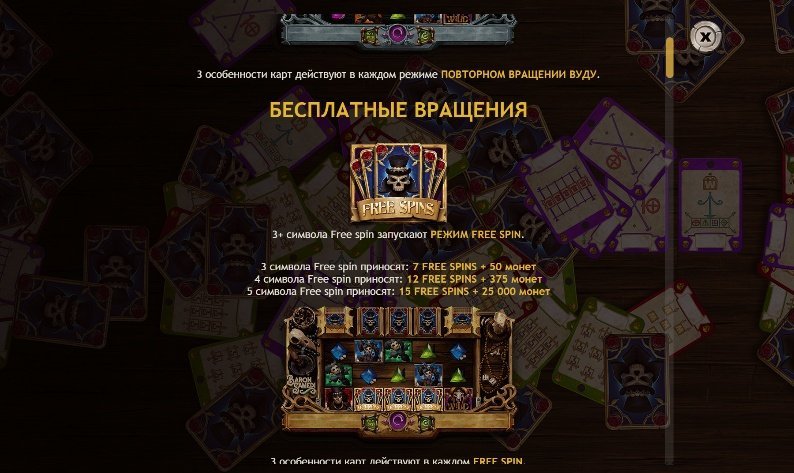 X
3 особенности карт действуют в каждом режиме ПОВТОРНОМ ВРАЩЕНИИ ВУДУ.
БЕСПЛАТНЫЕ ВРАЩЕНИЯ
FREE SPINS
3+ символа Free spin запускают РЕЖИМ FREE SPIN.
3 символа Free spin приносят: 7 FREE SPINS + 50 монет
4 символа Free spin приносят: 12 FREE SPINS + 375 монет
5 символа Free spin приносят: 15 FREE SPINS + 25 000 монет
BARON SAMEDI
3 особенности карт действуют в каждом FREE SPIN.